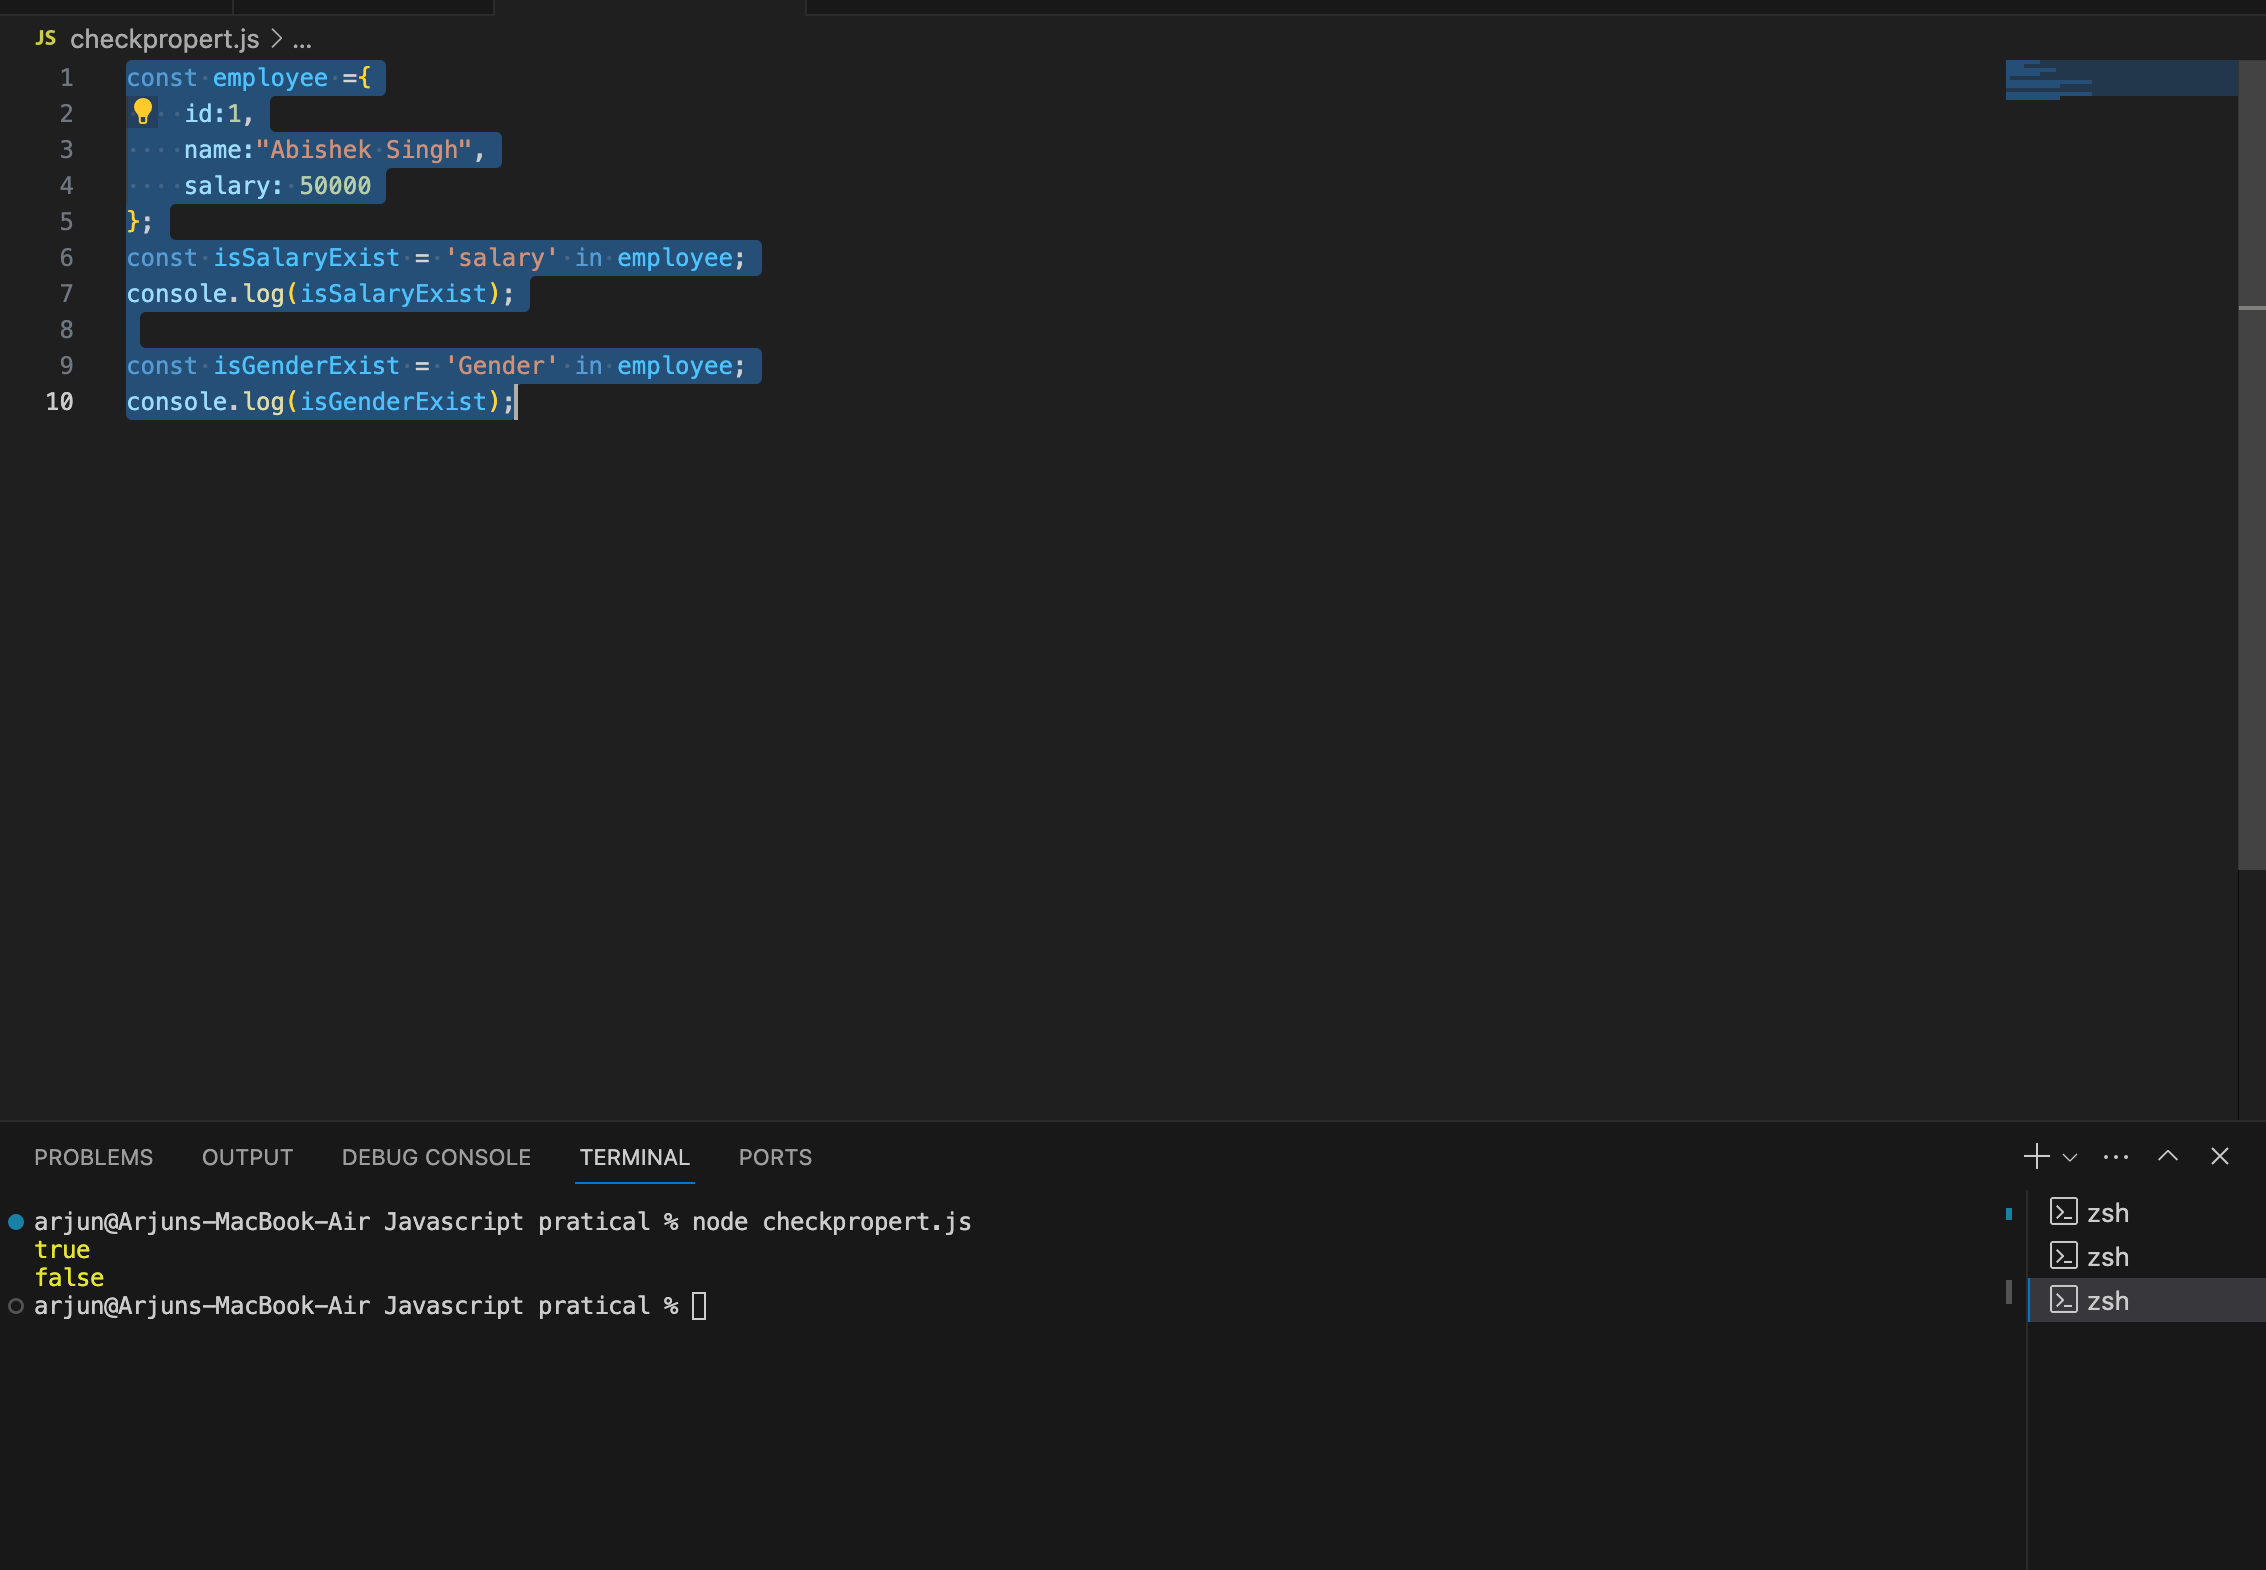 JS checkpropert.js > ...
1 const employee ={
2 id:1,
3 name:"Abishek Singh",
4 salary: 50000
5 };
6 const isSalaryExist = 'salary' in employee;
7 console.log(isSalaryExist);
8
9 const isGenderExist = 'Gender' in employee;
10 console.log(isGenderExist);
PROBLEMS OUTPUT DEBUG CONSOLE TERMINAL PORTS
arjun@Arjuns-MacBook-Air Javascript pratical % node checkpropert.js
true
false
arjun@Arjuns-MacBook-Air Javascript pratical %
zsh
zsh
zsh